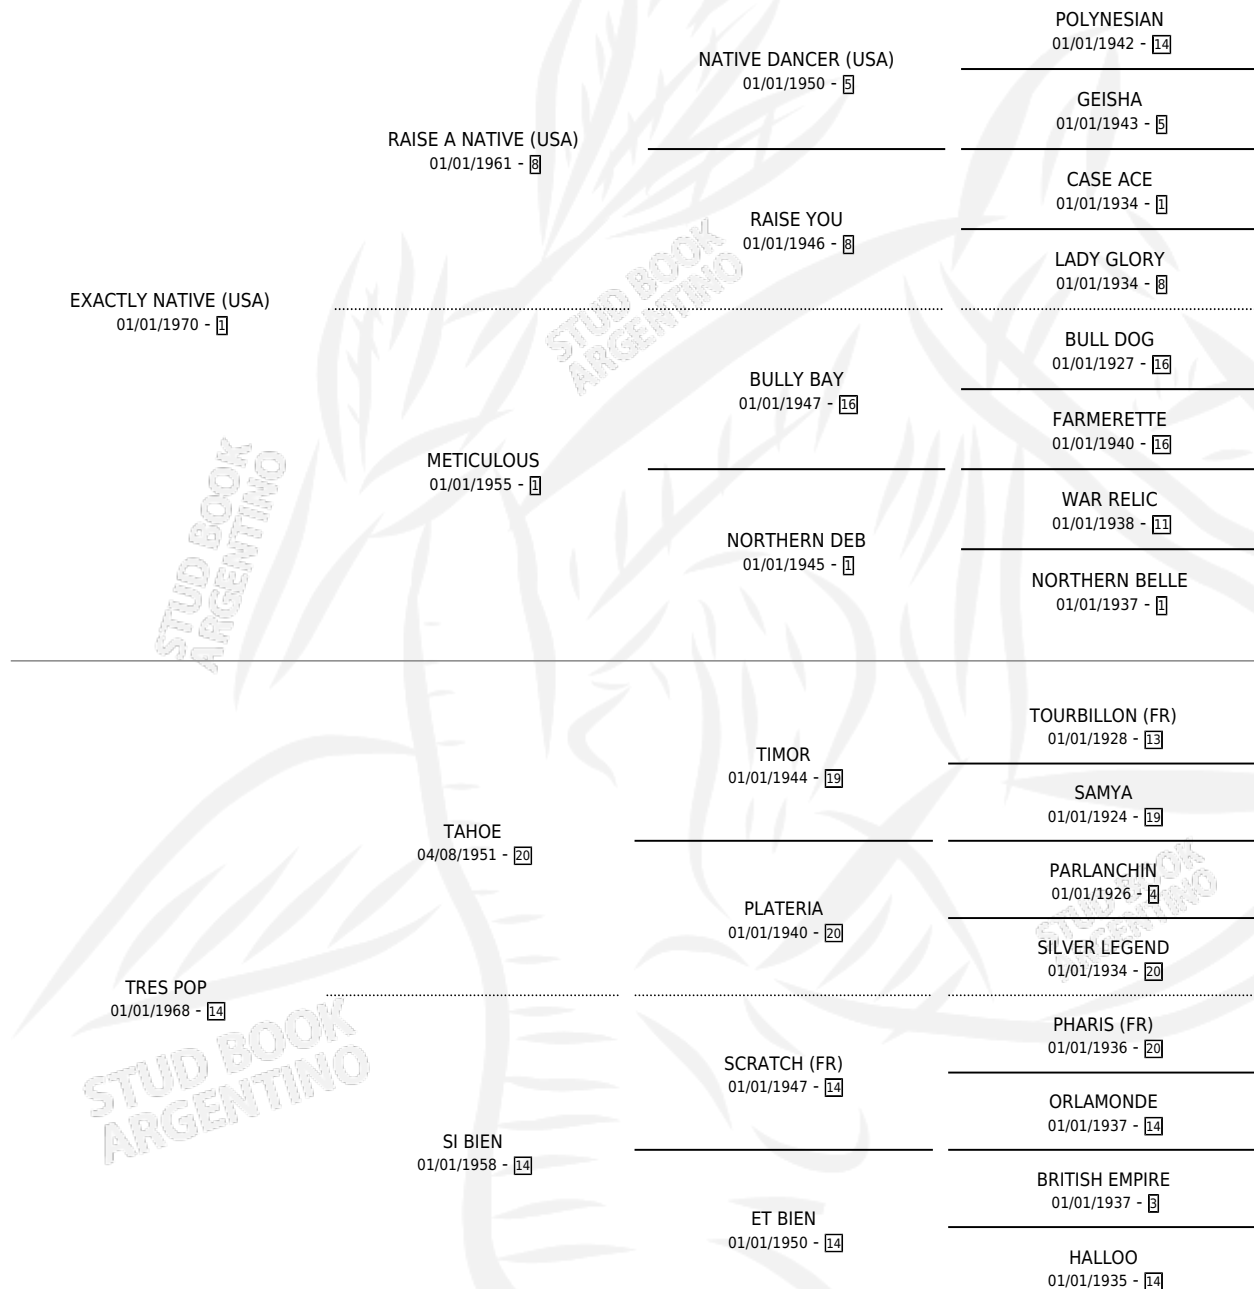 POLYNESIAN
01/01/1942 - 14
NATIVE DANCER (USA)
01/01/1950 - 5
GEISHA
01/01/1943 - 5
RAISE A NATIVE (USA)
01/01/1961 - 8
CASE ACE
01/01/1934 - 1
RAISE YOU
01/01/1946 - 8
LADY GLORY
01/01/1934 - 8
EXACTLY NATIVE (USA)
01/01/1970 - 1
STUD BOOK
ARGENTINO
BULL DOG
01/01/1927 - 16
BULLY BAY
01/01/1947 - 16
FARMERETTE
01/01/1940 - 16
METICULOUS
01/01/1955 - 1
WAR RELIC
01/01/1938 - 11
NORTHERN DEB
01/01/1945 - 1
NORTHERN BELLE
01/01/1937 - 1
STUD BOOK
ARGENTINO
TOURBILLON (FR)
01/01/1928 - 13
TIMOR
01/01/1944 - 19
SAMYA
01/01/1924 - 19
TAHOE
04/08/1951 - 20
PARLANCHIN
01/01/1926 - 4
PLATERIA
01/01/1940 - 20
SILVER LEGEND
01/01/1934 - 20
STUD BOOK
ARGENTINO
TRES POP
01/01/1968 - 14
PHARIS (FR)
01/01/1936 - 20
SCRATCH (FR)
01/01/1947 - 14
ORLAMONDE
01/01/1937 - 14
STUD BOOK
ARGENTINO
SI BIEN
01/01/1958 - 14
BRITISH EMPIRE
01/01/1937 - 3
ET BIEN
01/01/1950 - 14
HALLOO
01/01/1935 - 14